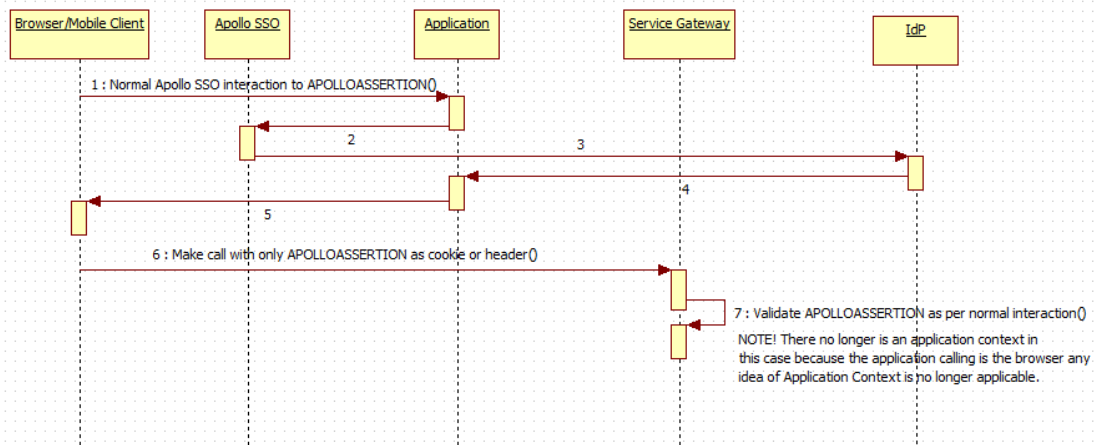 Browser/Mobile Client
Apollo SSO
Application
Service Gateway
IdP
1 : Normal Apollo SSO interaction to APOLLOASSERTION()
2
3
4
5
6 : Make call with only APOLLOASSERTION as cookie or header()
7 : Validate APOLLOASSERTION as per normal interaction()
NOTE! There no longer is an application context in
this case because the application calling is the browser any
idea of Application Context is no longer applicable.